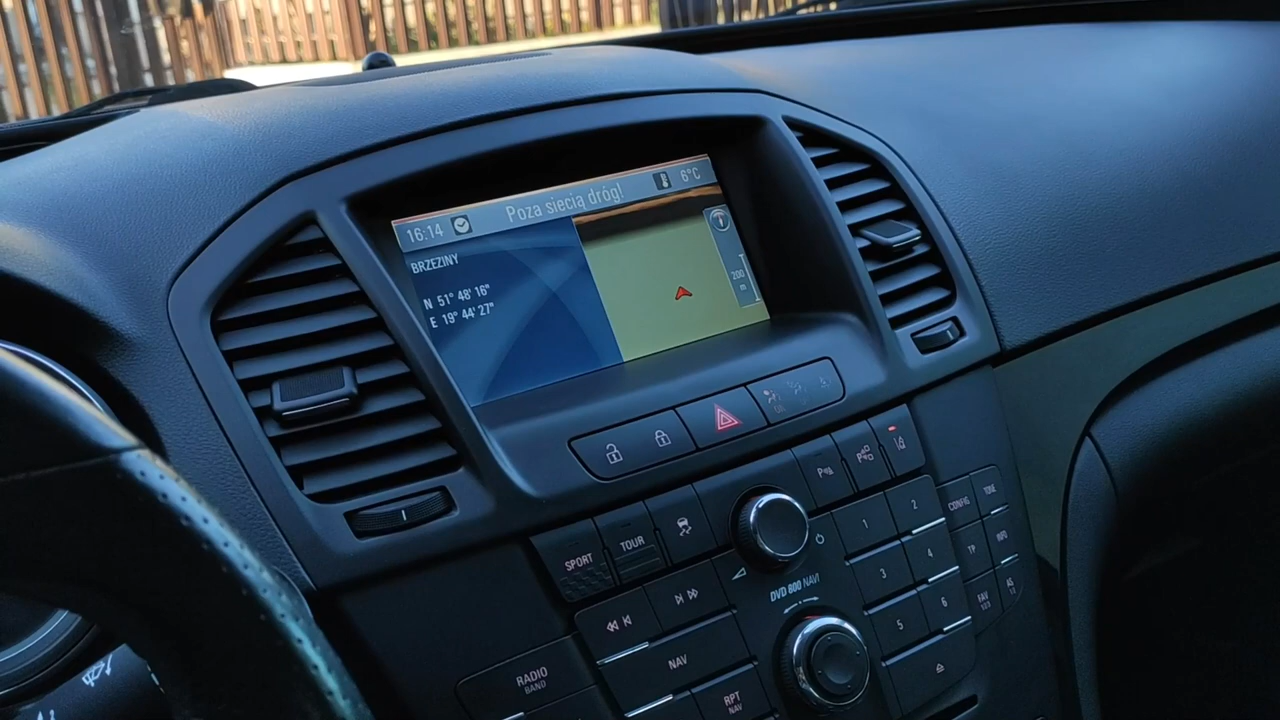 16:14
Poza siecią dróg!
6°C
BRZEZINY
N 51° 48' 16"
E 19° 44' 27"
200
m
SPORT
TOUR
1
2
3
4
5
6
CONFIG
TONE
TP
INFO
FAV
AS
DVD 800 NAVI
NAV
RADIO
BAND
RPT
NAV